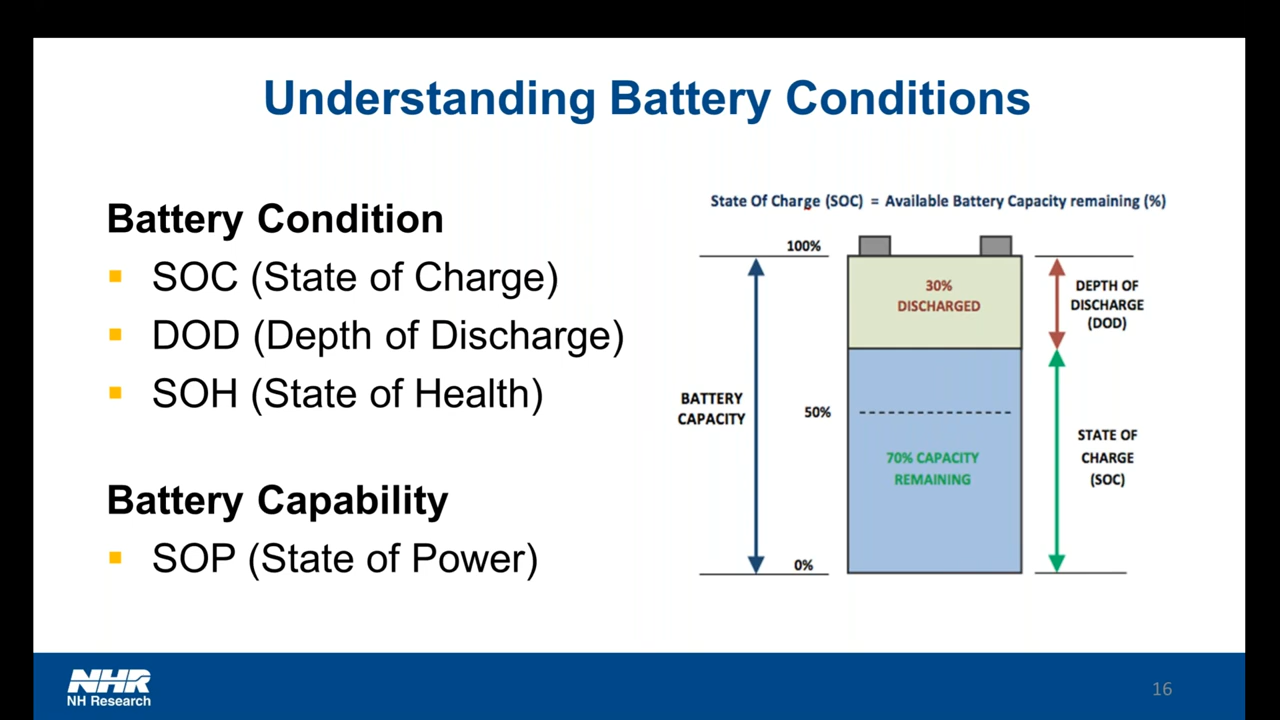 Understanding Battery Conditions
Battery Condition
SOC (State of Charge)
DOD (Depth of Discharge)
SOH (State of Health)
Battery Capability
SOP (State of Power)
State Of Charge (SOC) = Available Battery Capacity remaining (%)
100%
30%
DISCHARGED
DEPTH OF
DISCHARGE
(DOD)
BATTERY
CAPACITY
50%
70% CAPACITY
REMAINING
STATE OF
CHARGE
(SOC)
0%
NHR
NH Research
16